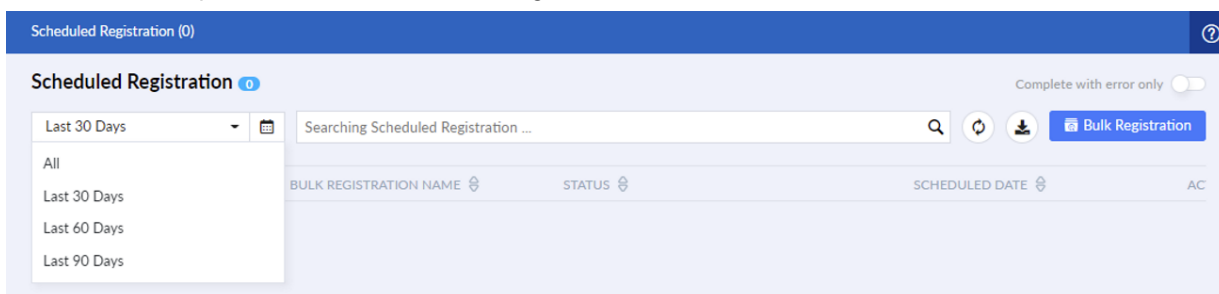 Scheduled Registration (0)
Scheduled Registration 0
Complete with error only
Last 30 Days
Searching Scheduled Registration ...
Bulk Registration
All
Last 30 Days
Last 60 Days
Last 90 Days
BULK REGISTRATION NAME
STATUS
SCHEDULED DATE
AC